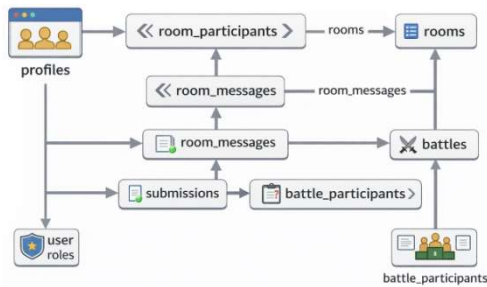 << room_participants >
rooms
rooms
profiles
<< room_messages
room_messages
room_messages
battles
submissions
battle_participants >
user
roles
battle_participants